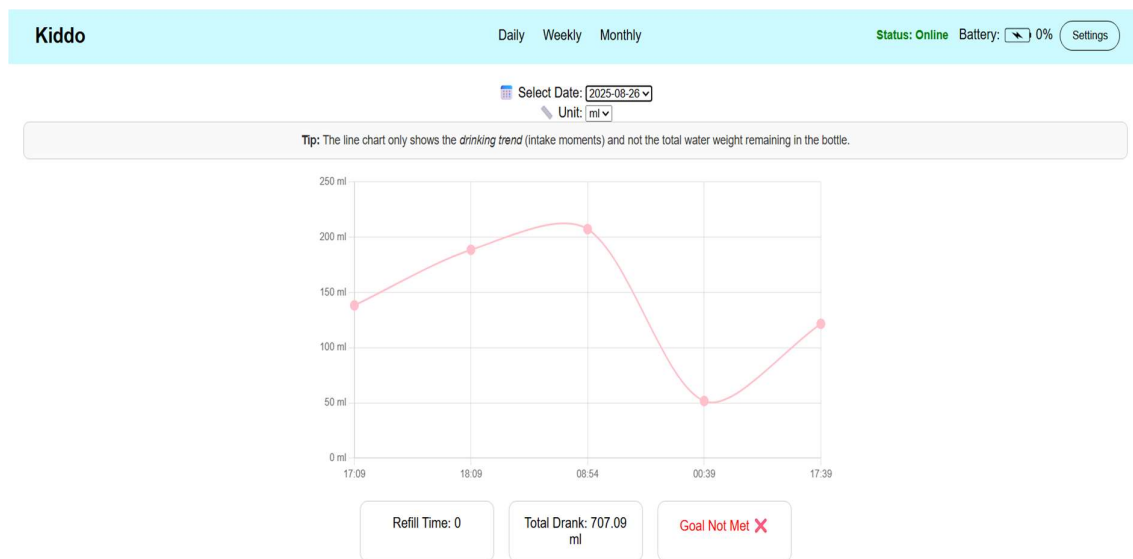 Kiddo
Daily Weekly Monthly
Status: Online Battery: 0% Settings
Select Date: 2025-08-26
Unit: ml
Tip: The line chart only shows the drinking trend (intake moments) and not the total water weight remaining in the bottle.
250 ml
200 ml
150 ml
100 ml
50 ml
0 ml
17:09 18:09 08:54 00:39 17:39
Refill Time: 0
Total Drank: 707.09
ml
Goal Not Met ❌